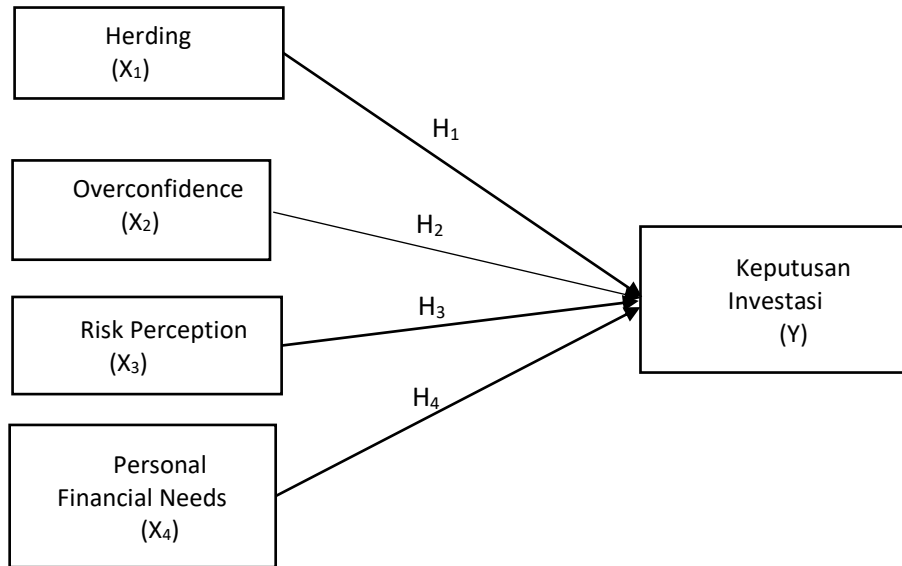 Herding
(X₁)
H₁
Overconfidence
(X₂)
H₂
Keputusan
Investasi
(Y)
Risk Perception
(X₃)
H₃
H₄
Personal
Financial Needs
(X₄)